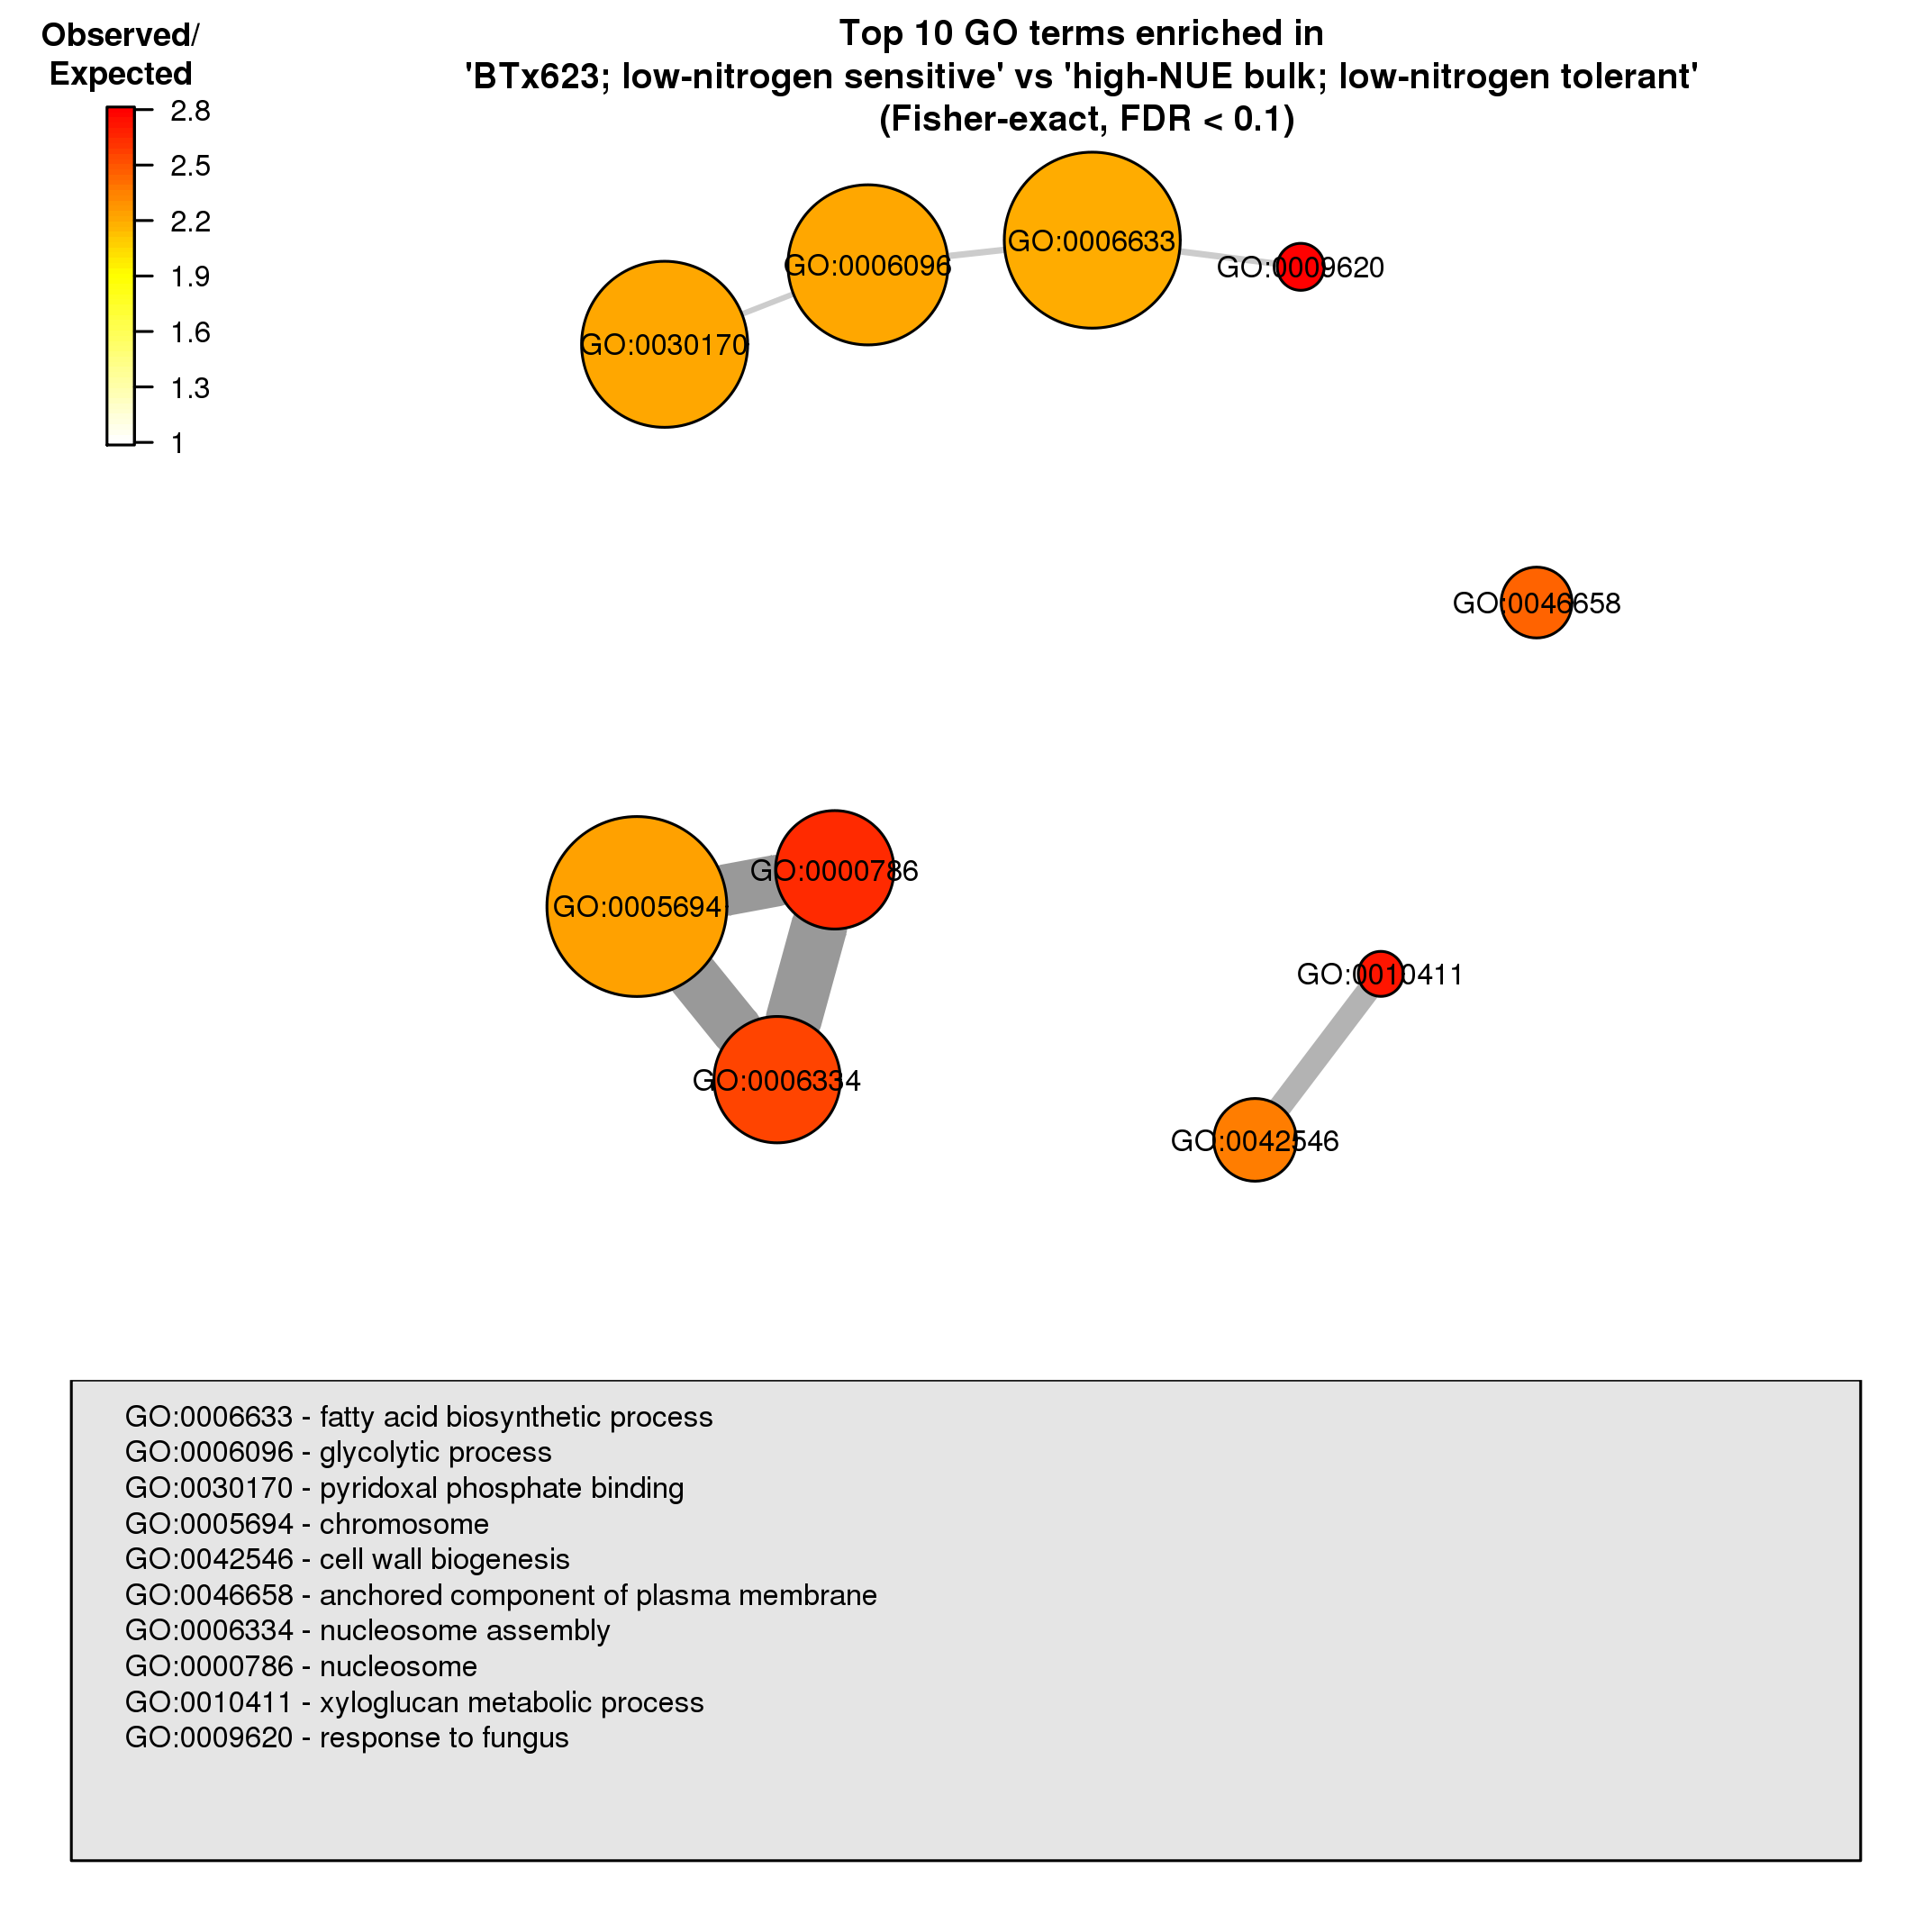 Observed/
Expected
2.8
2.5
2.2
1.9
1.6
1.3
1
Top 10 GO terms enriched in
'BTx623; low-nitrogen sensitive' vs 'high-NUE bulk; low-nitrogen tolerant'
(Fisher-exact, FDR < 0.1)
GO:0006633
GO:0006096
GO:0009620
GO:0030170
GO:0046658
GO:0000786
GO:0005694
GO:0010411
GO:0006334
GO:0042546
GO:0006633 - fatty acid biosynthetic process
GO:0006096 - glycolytic process
GO:0030170 - pyridoxal phosphate binding
GO:0005694 - chromosome
GO:0042546 - cell wall biogenesis
GO:0046658 - anchored component of plasma membrane
GO:0006334 - nucleosome assembly
GO:0000786 - nucleosome
GO:0010411 - xyloglucan metabolic process
GO:0009620 - response to fungus